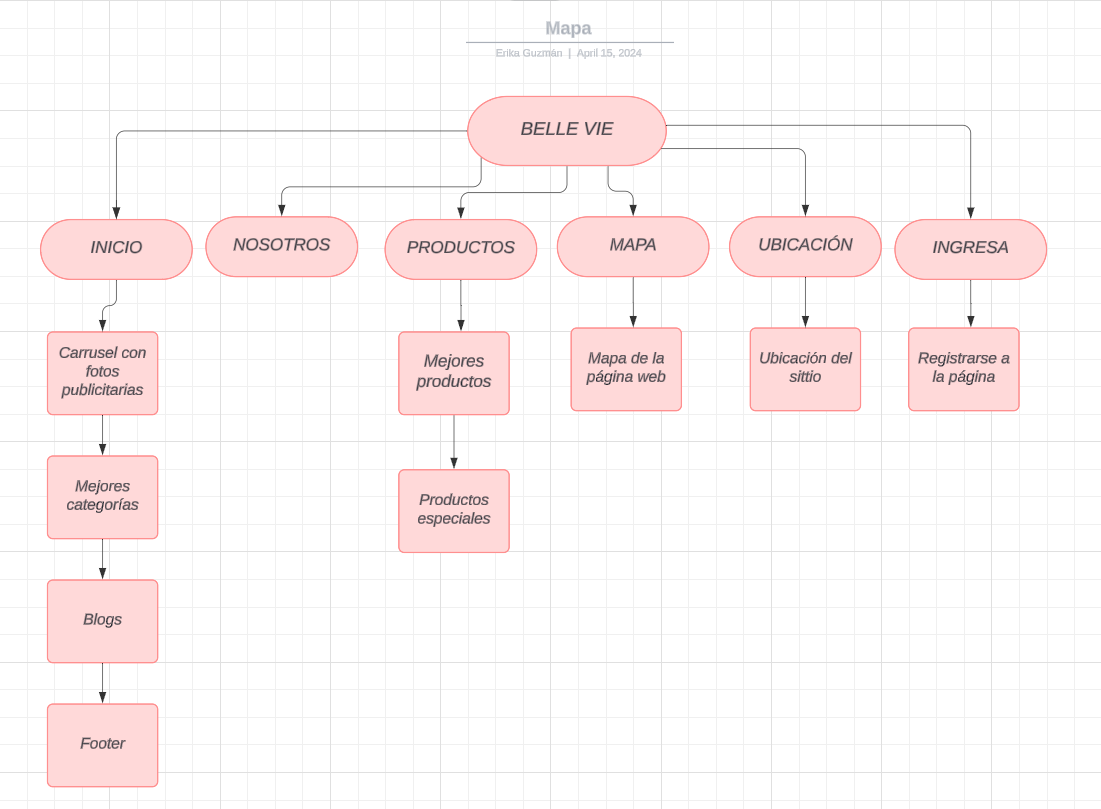 Mapa
Erika Guzmán | April 15, 2024
BELLE VIE
INICIO
NOSOTROS
PRODUCTOS
MAPA
UBICACIÓN
INGRESA
Carrusel con
fotos
publicitarias
Mejores
productos
Mapa de la
página web
Ubicación del
sittio
Registrarse a
la página
Mejores
categorías
Productos
especiales
Blogs
Footer